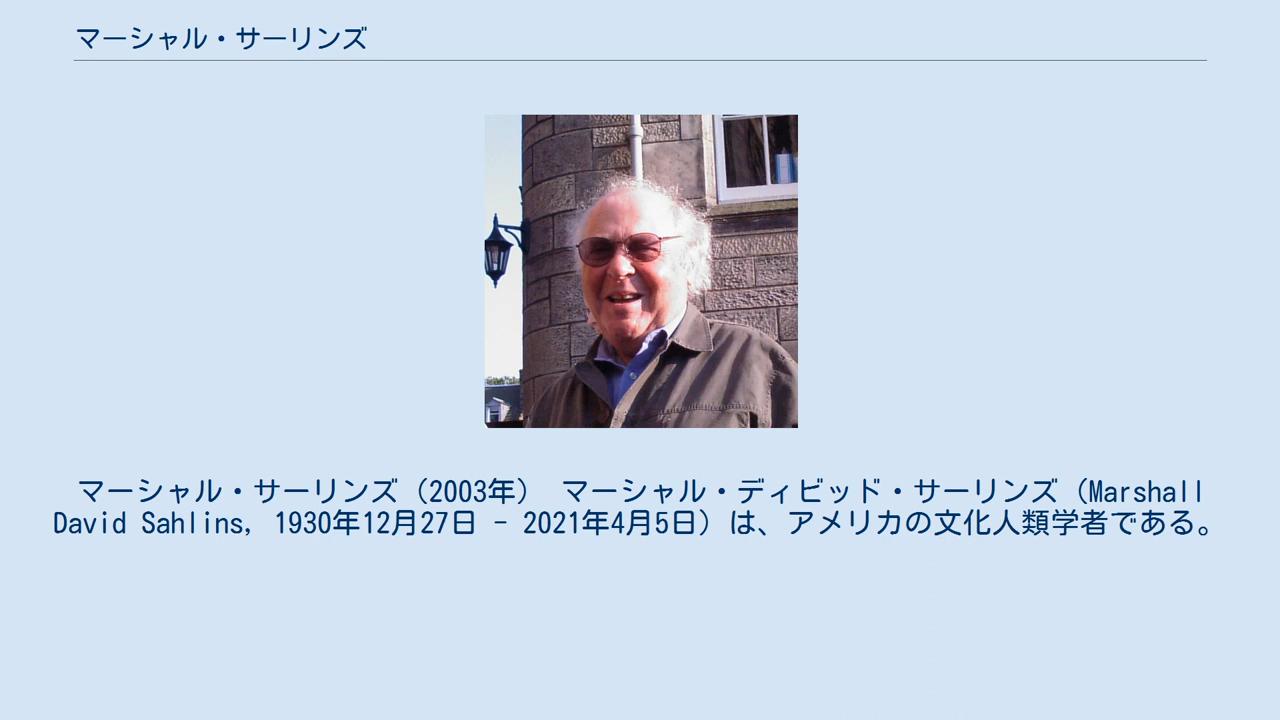 マーシャル・サーリンズ
マーシャル・サーリンズ（2003年） マーシャル・ディビッド・サーリンズ（Marshall
David Sahlins, 1930年12月27日 - 2021年4月5日）は、アメリカの文化人類学者である。